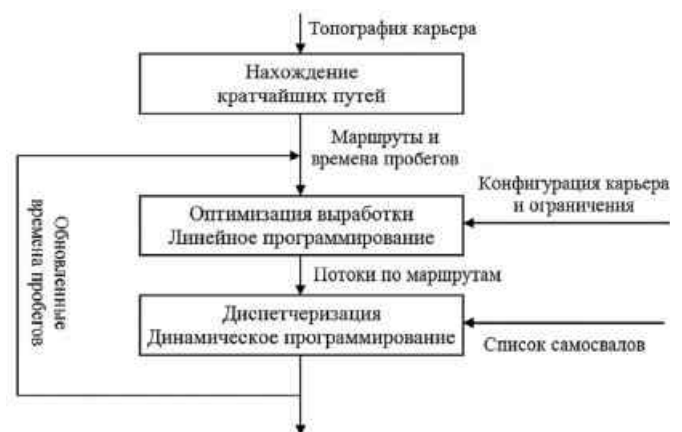 Топография карьера
Нахождение
кратчайших путей
Маршруты и
времена пробегов
Конфигурация карьера
и ограничения
Оптимизация выработки
Линейное программирование
Обновленные
времена пробегов
Потоки по маршрутам
Диспетчеризация
Динамическое программирование
Список самосвалов